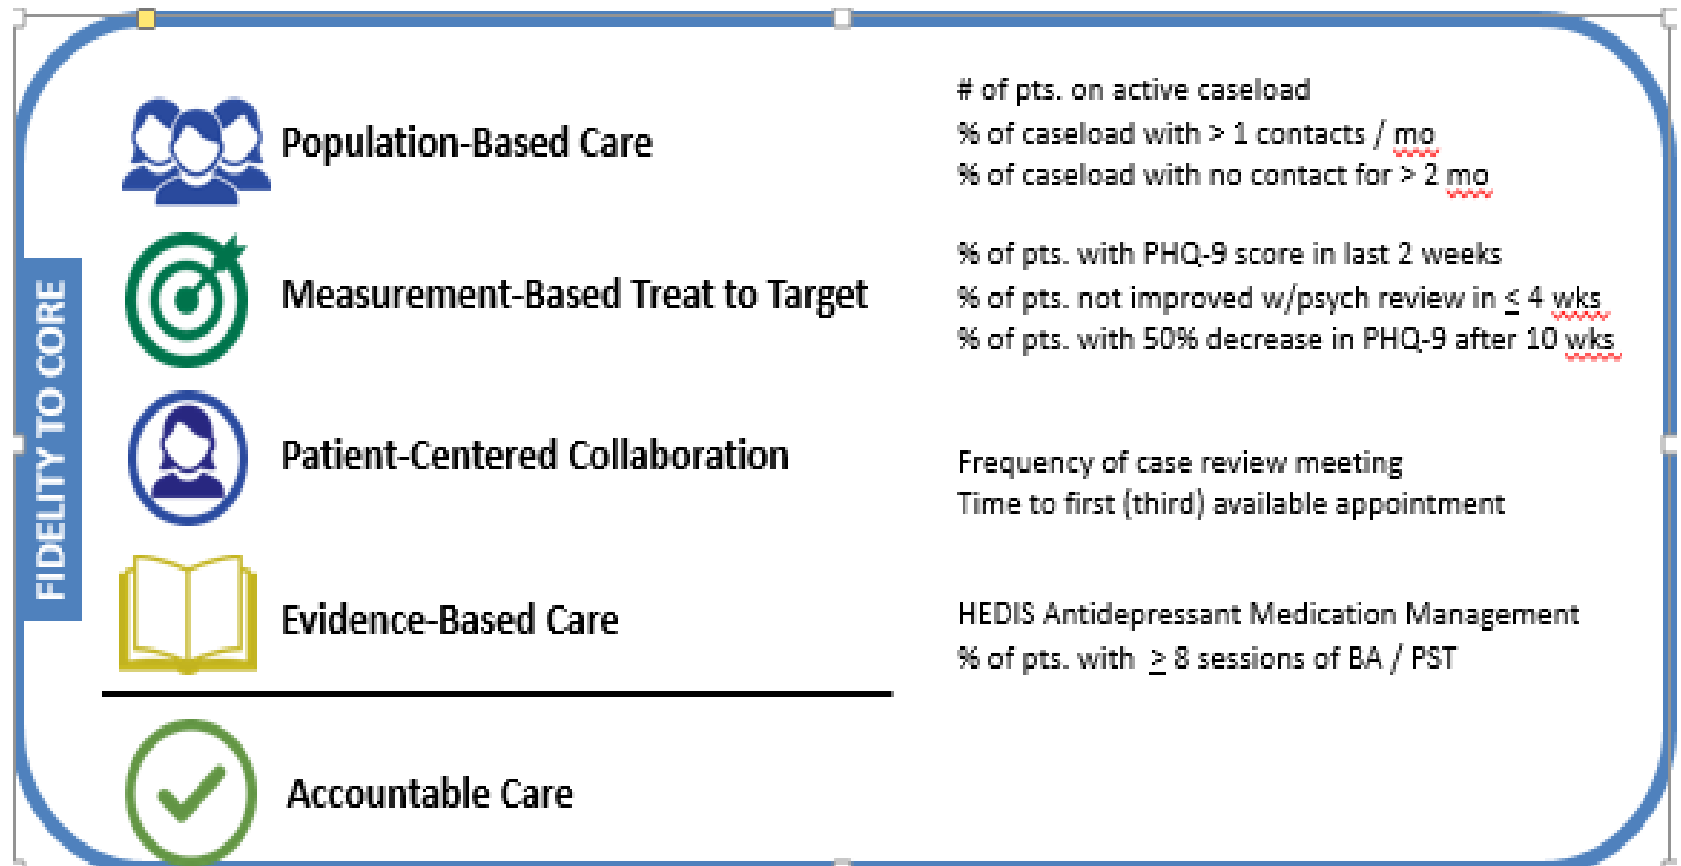 FIDELITY TO CORE
Population-Based Care
# of pts. on active caseload
% of caseload with > 1 contacts / mo
% of caseload with no contact for > 2 mo
Measurement-Based Treat to Target
% of pts. with PHQ-9 score in last 2 weeks
% of pts. not improved w/psych review in ≤ 4 wks
% of pts. with 50% decrease in PHQ-9 after 10 wks
Patient-Centered Collaboration
Frequency of case review meeting
Time to first (third) available appointment
Evidence-Based Care
HEDIS Antidepressant Medication Management
% of pts. with ≥ 8 sessions of BA / PST
Accountable Care